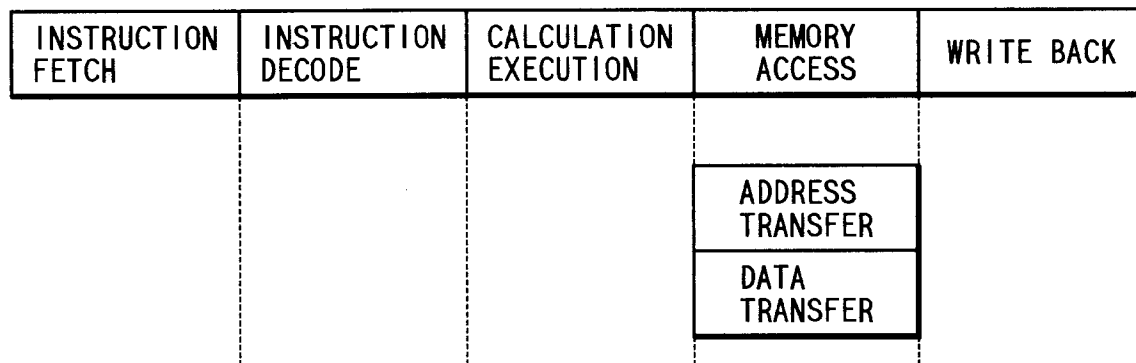 INSTRUCTION
FETCH
INSTRUCTION
DECODE
CALCULATION
EXECUTION
MEMORY
ACCESS
WRITE BACK
ADDRESS
TRANSFER
DATA
TRANSFER